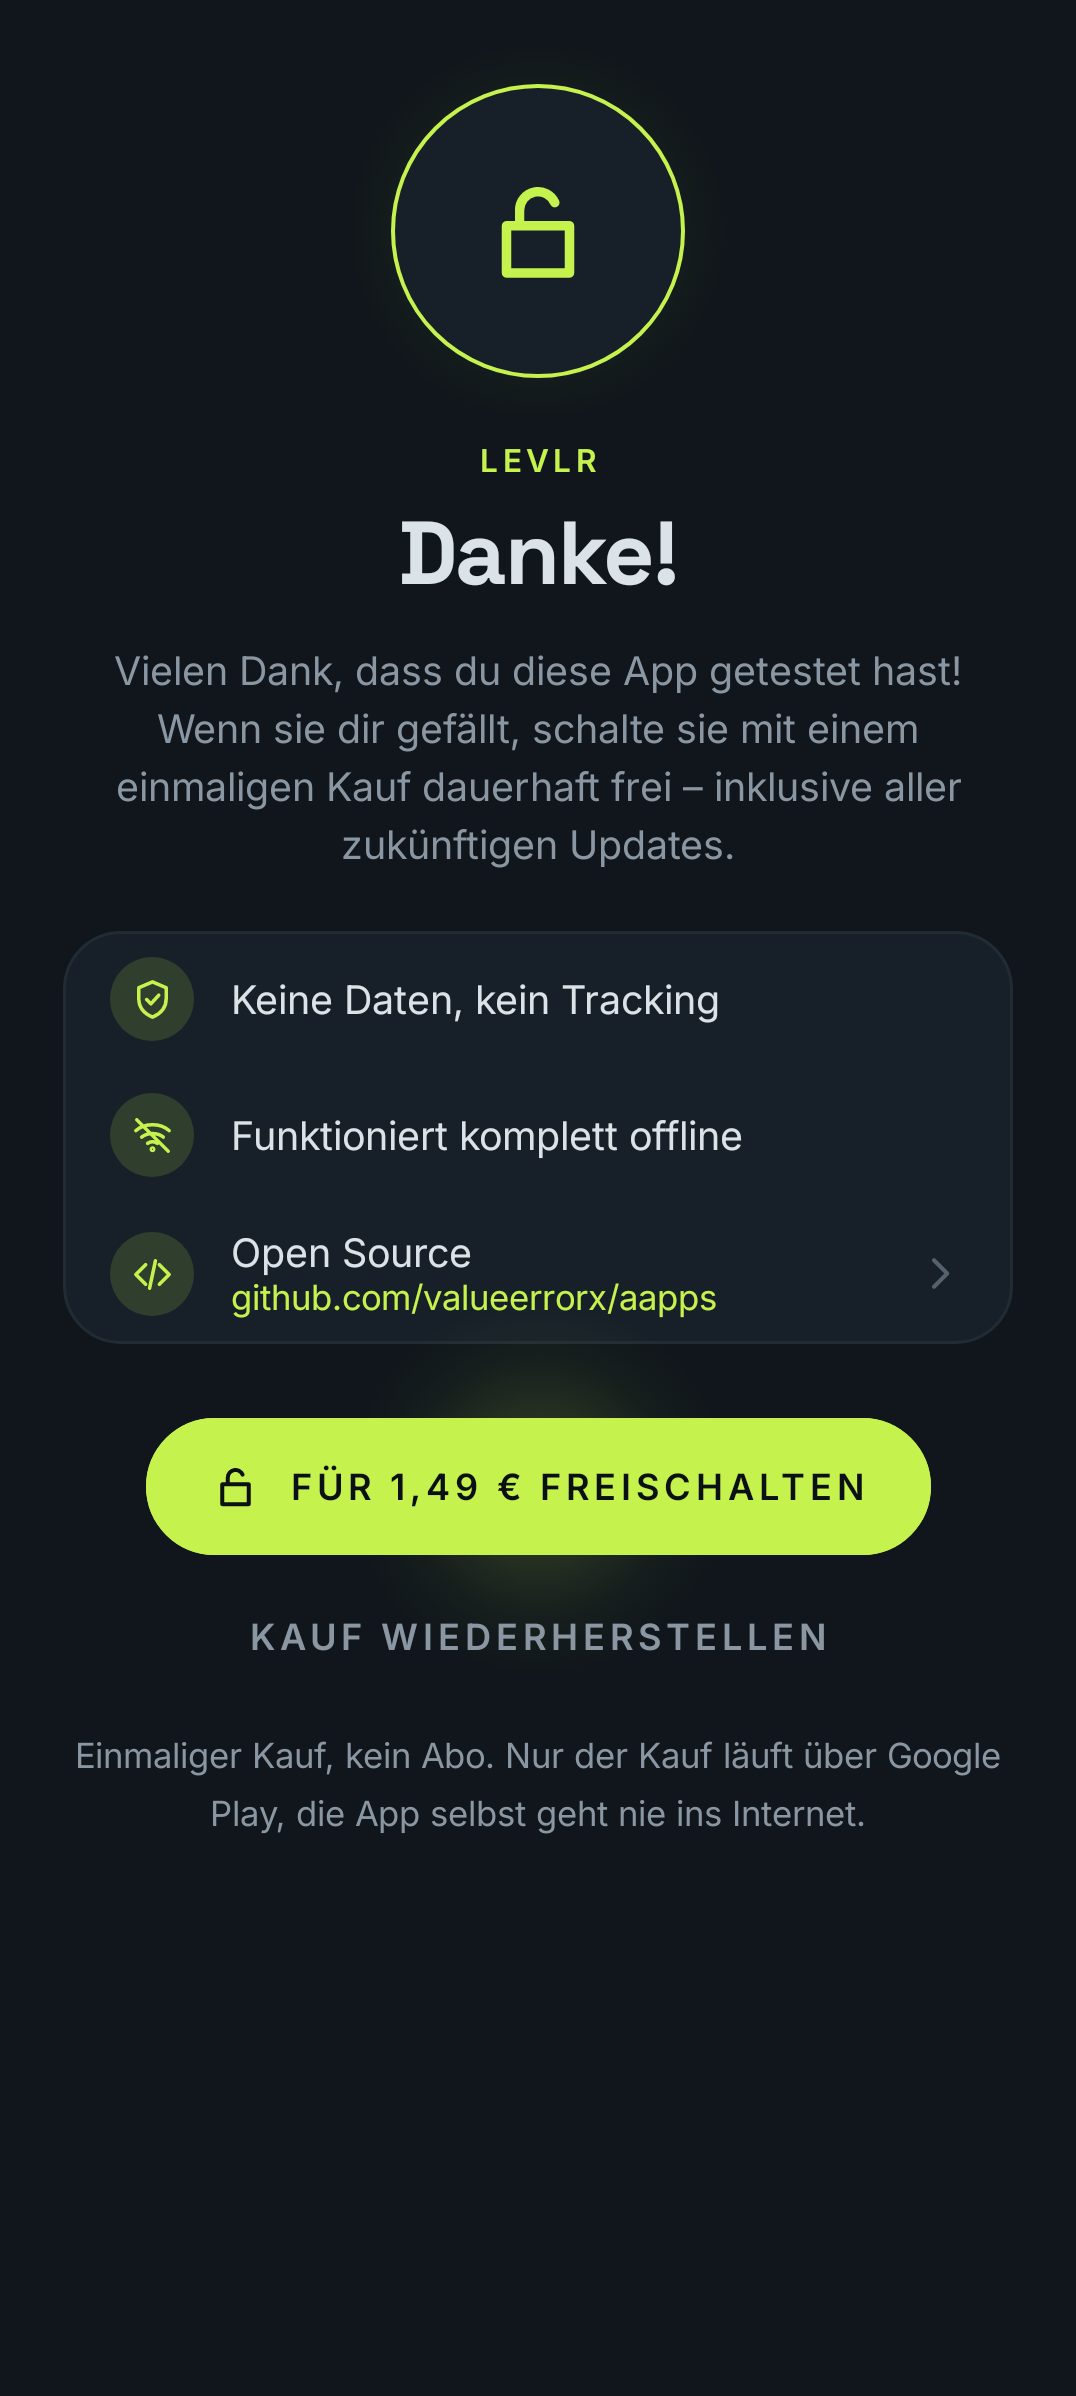 LEVLR
Danke!
Vielen Dank, dass du diese App getestet hast!
Wenn sie dir gefällt, schalte sie mit einem
einmaligen Kauf dauerhaft frei – inklusive aller
zukünftigen Updates.
Keine Daten, kein Tracking
Funktioniert komplett offline
Open Source
github.com/valueerrorx/aapps
FÜR 1,49 € FREISCHALTEN
KAUF WIEDERHERSTELLEN
Einmaliger Kauf, kein Abo. Nur der Kauf läuft über Google
Play, die App selbst geht nie ins Internet.